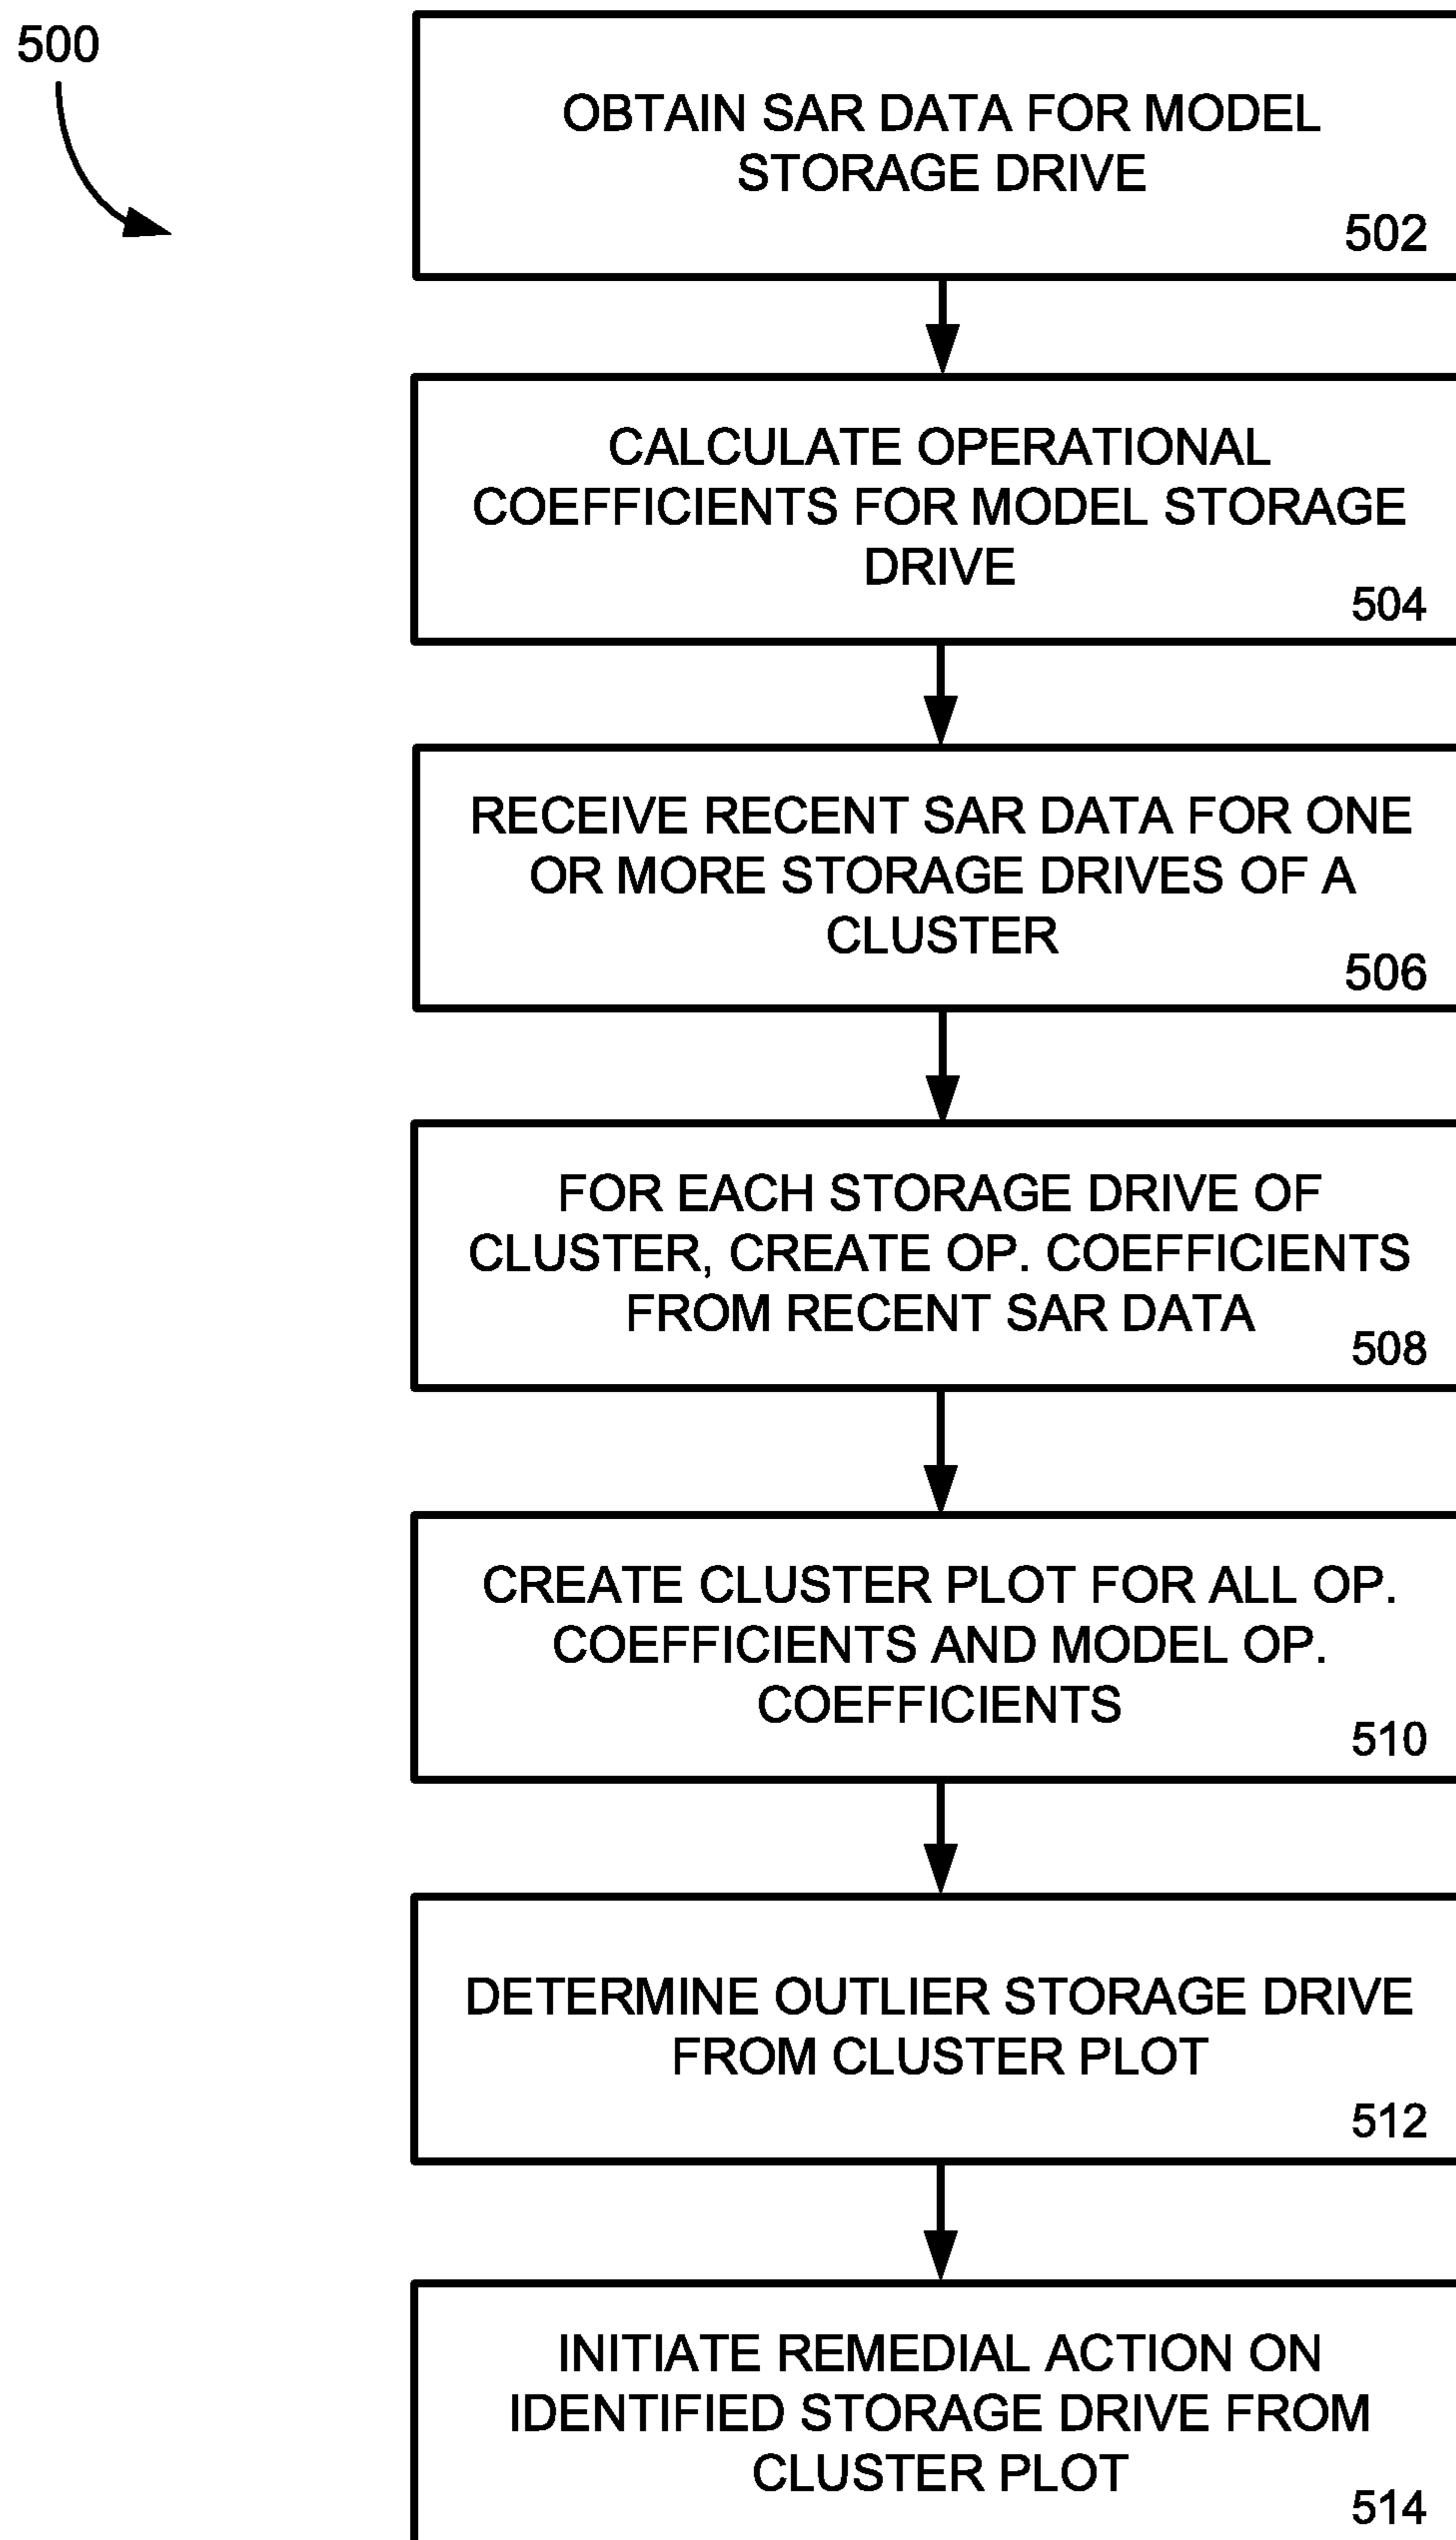 500
OBTAIN SAR DATA FOR MODEL
STORAGE DRIVE
502
CALCULATE OPERATIONAL
COEFFICIENTS FOR MODEL STORAGE
DRIVE
504
RECEIVE RECENT SAR DATA FOR ONE
OR MORE STORAGE DRIVES OF A
CLUSTER
506
FOR EACH STORAGE DRIVE OF
CLUSTER, CREATE OP. COEFFICIENTS
FROM RECENT SAR DATA
508
CREATE CLUSTER PLOT FOR ALL OP.
COEFFICIENTS AND MODEL OP.
COEFFICIENTS
510
DETERMINE OUTLIER STORAGE DRIVE
FROM CLUSTER PLOT
512
INITIATE REMEDIAL ACTION ON
IDENTIFIED STORAGE DRIVE FROM
CLUSTER PLOT
514